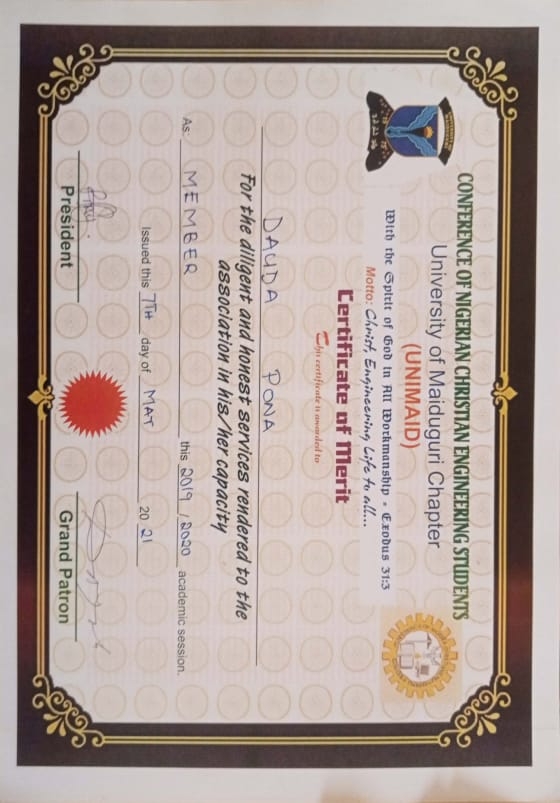 CONFERENCE OF NIGERIAN CHRISTIAN ENGINEERING STUDENTS
University of Maiduguri Chapter
(UNIMAID)
With the Spirit of God in All Workmanship - Exodus 31:3
Motto: Christ, Engineering Life to all...
Certificate of Merit
This certificate is awarded to
DAUDA PONA
For the diligent and honest services rendered to the
association in his/her capacity
As: MEMBER this 2019 / 2020 academic session.
Issued this 7TH day of MAY 20 21
President
Grand Patron